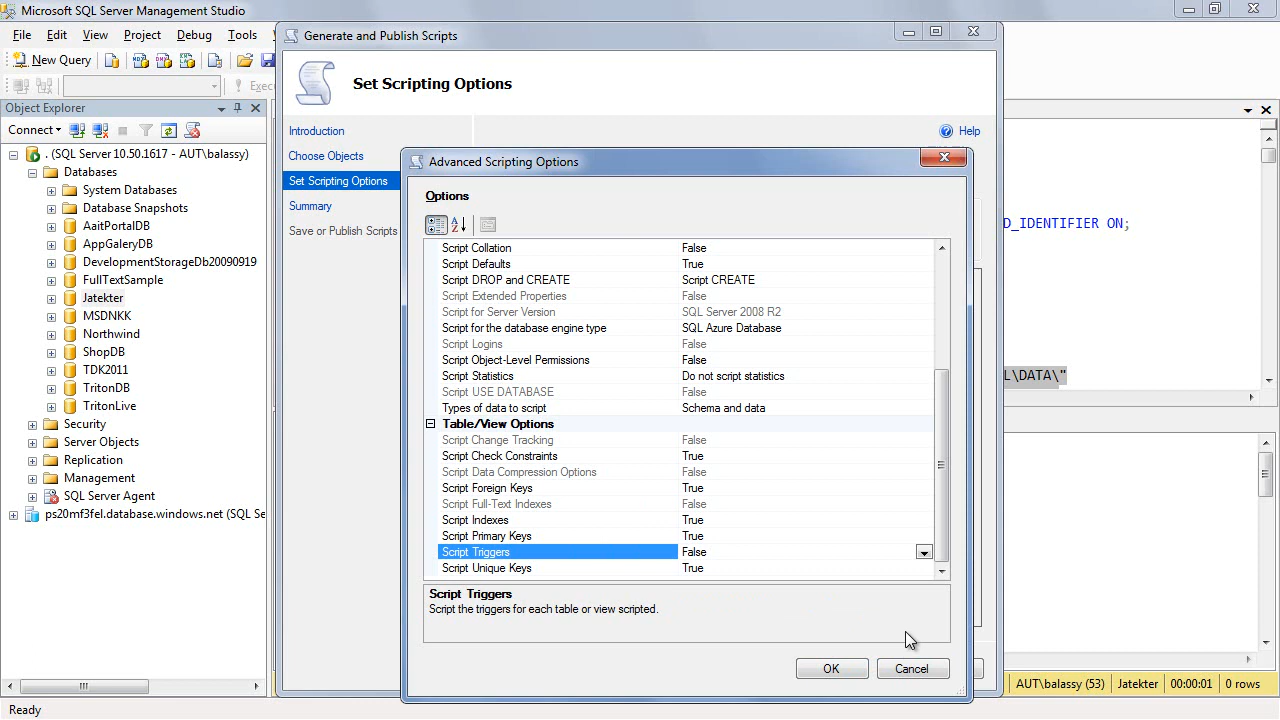 Microsoft SQL Server Management Studio
File Edit View Project Debug Tools
New Query
Exec
Object Explorer
Connect
. (SQL Server 10.50.1617 - AUT\balassy)
Databases
System Databases
Database Snapshots
AaitPortalDB
AppGaleryDB
DevelopmentStorageDb20090919
FullTextSample
Jatekter
MSDNKK
Northwind
ShopDB
TDK2011
TritonDB
TritonLive
Security
Server Objects
Replication
Management
SQL Server Agent
ps20mf3fel.database.windows.net (SQL Se
Ready
Generate and Publish Scripts
Set Scripting Options
Introduction
Choose Objects
Set Scripting Options
Summary
Save or Publish Scripts
Help
Advanced Scripting Options
Options
Script Collation False
Script Defaults True
Script DROP and CREATE Script CREATE
Script Extended Properties False
Script for Server Version SQL Server 2008 R2
Script for the database engine type SQL Azure Database
Script Logins False
Script Object-Level Permissions False
Script Statistics Do not script statistics
Script USE DATABASE False
Types of data to script Schema and data
Table/View Options
Script Change Tracking False
Script Check Constraints True
Script Data Compression Options False
Script Foreign Keys True
Script Full-Text Indexes False
Script Indexes True
Script Primary Keys True
Script Triggers False
Script Unique Keys True
Script Triggers
Script the triggers for each table or view scripted.
OK Cancel
D_IDENTIFIER ON;
L\DATA\"
AUT\balassy (53) Jatekter 00:00:01 0 rows